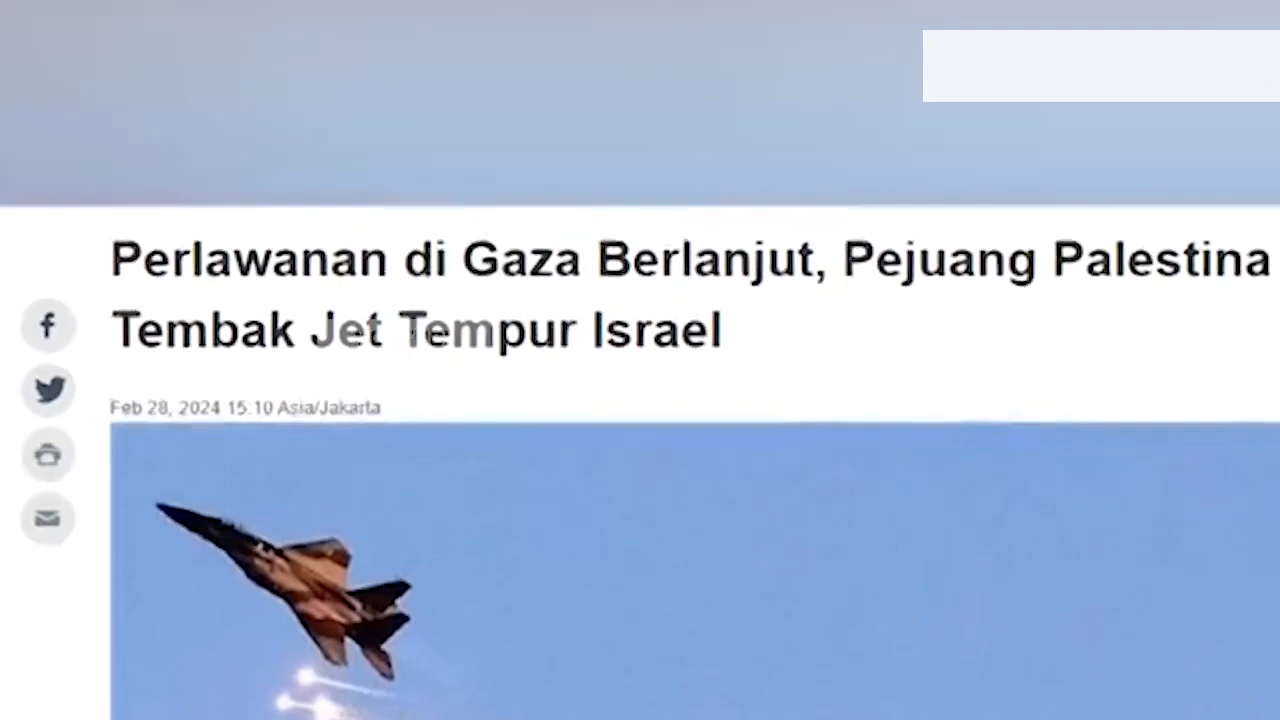 Perlawanan di Gaza Berlanjut, Pejuang Palestina
Tembak Jet Tempur Israel
Feb 28, 2024 15.10 Asia/Jakarta